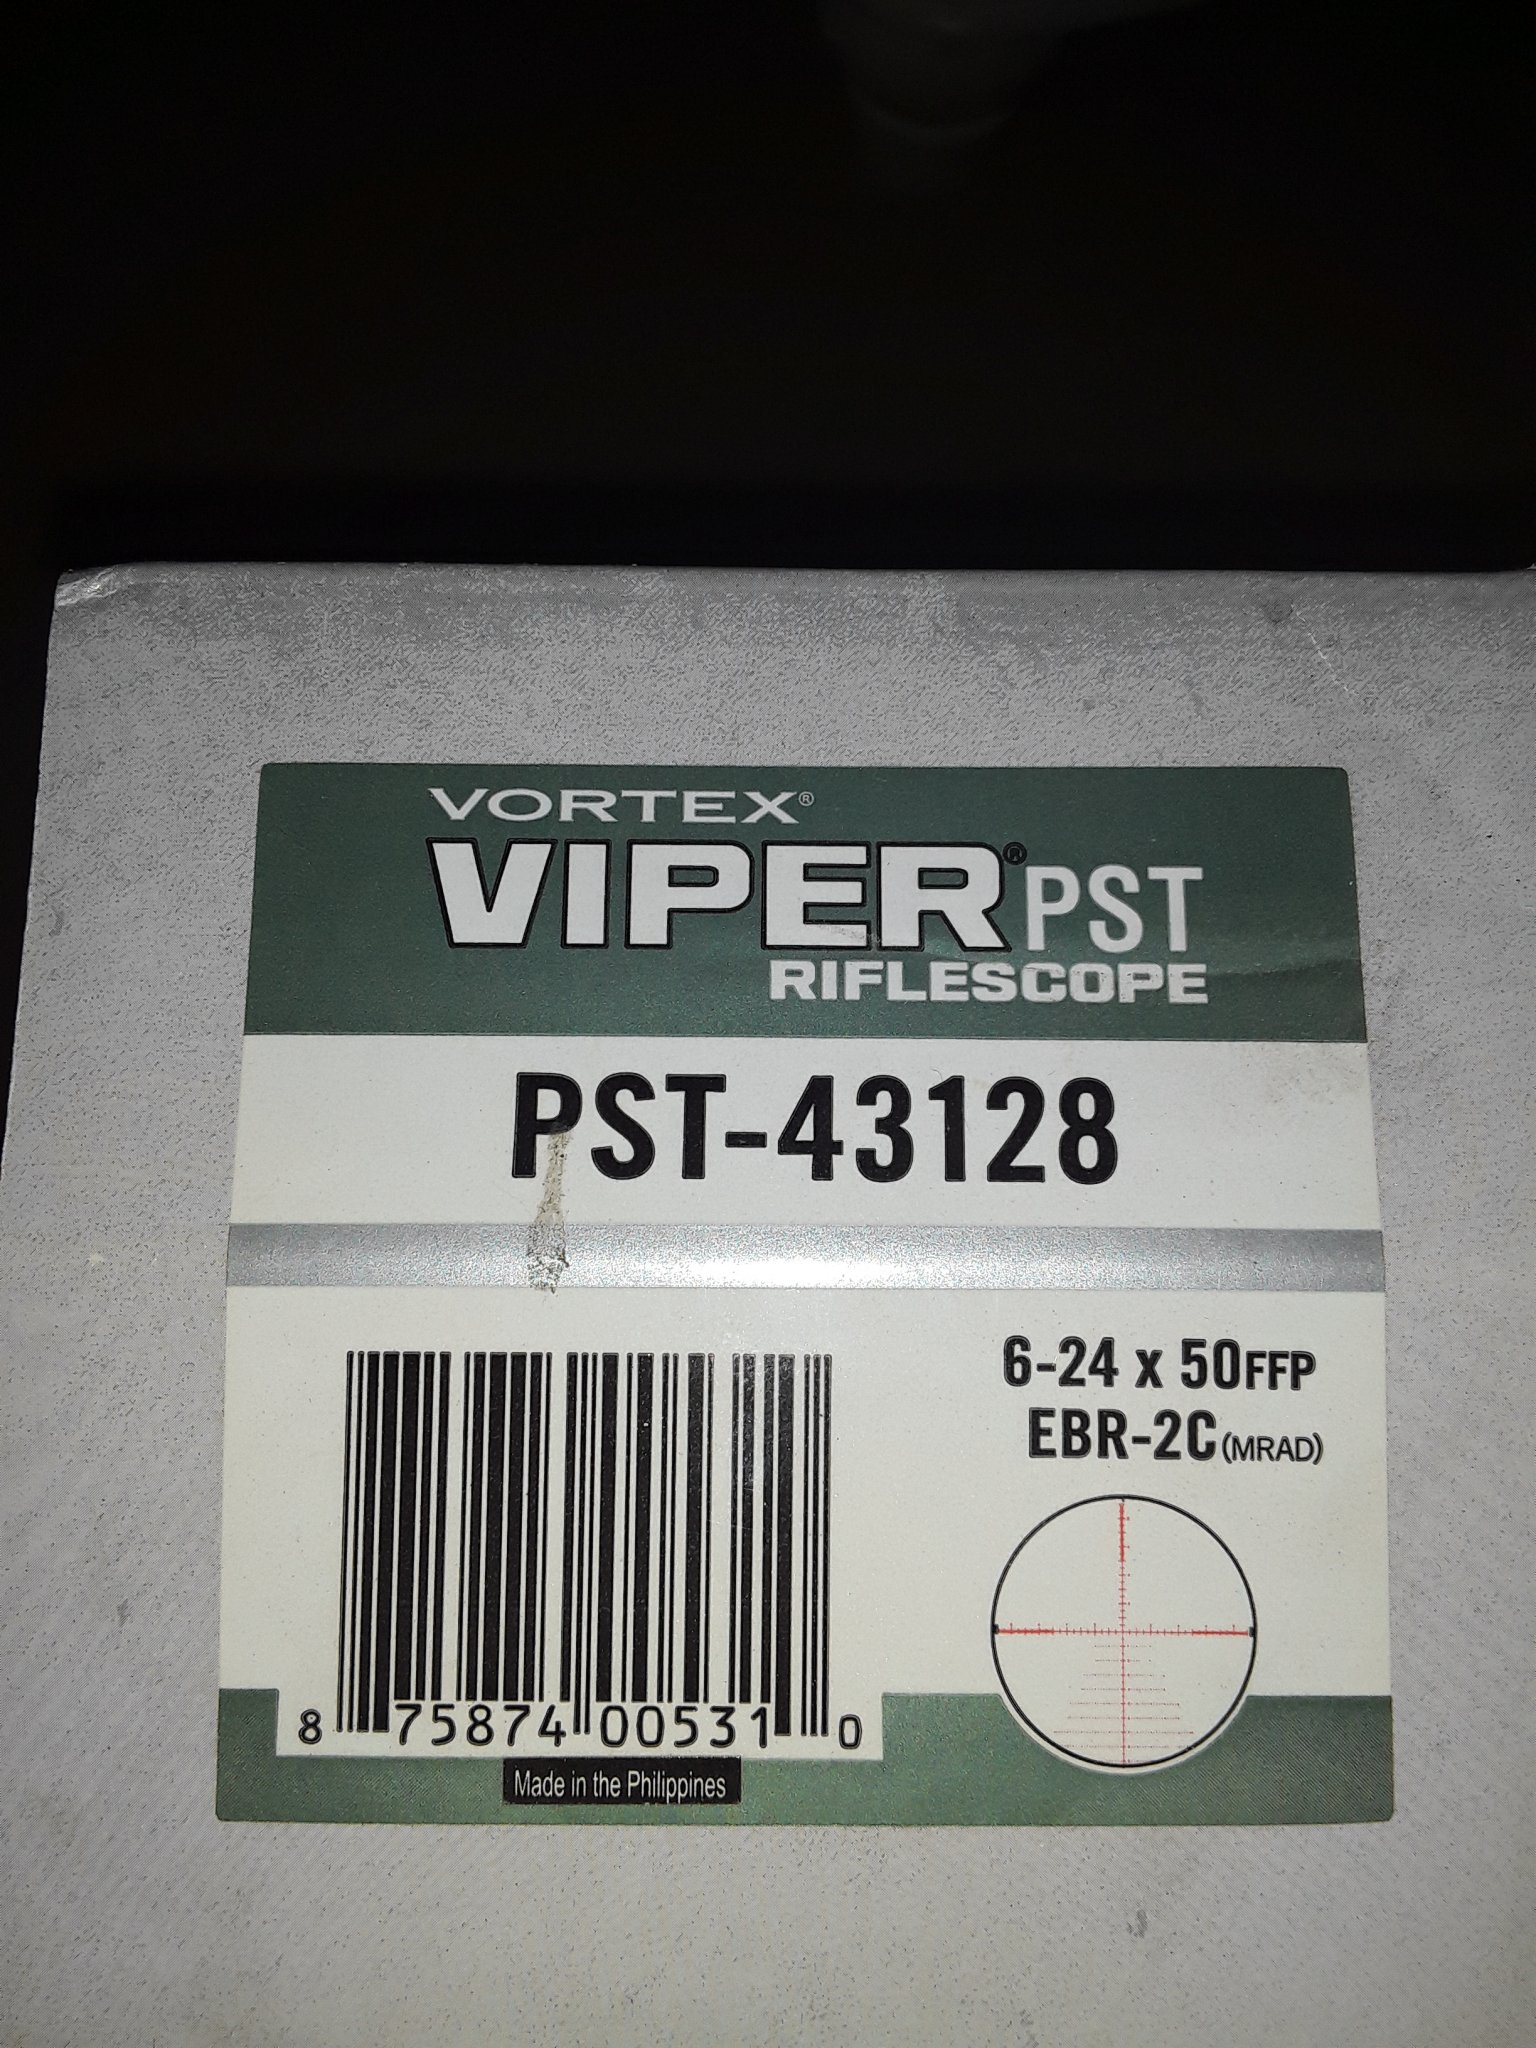 VORTEX®
VIPER® PST
RIFLESCOPE
PST-43128
6-24 x 50FFP
EBR-2C(MRAD)
8 75874 00531 0
Made in the Philippines